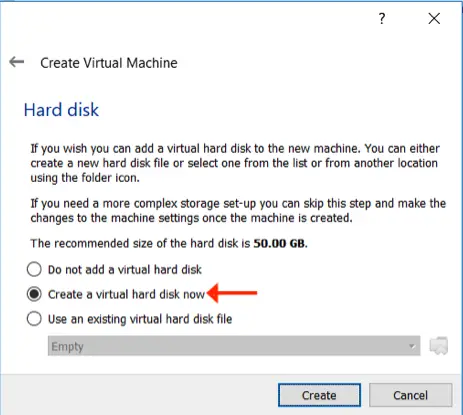 ?
Create Virtual Machine
Hard disk
If you wish you can add a virtual hard disk to the new machine. You can either
create a new hard disk file or select one from the list or from another location
using the folder icon.
If you need a more complex storage set-up you can skip this step and make the
changes to the machine settings once the machine is created.
The recommended size of the hard disk is 50.00 GB.
Do not add a virtual hard disk
Create a virtual hard disk now
Use an existing virtual hard disk file
Empty
Create Cancel